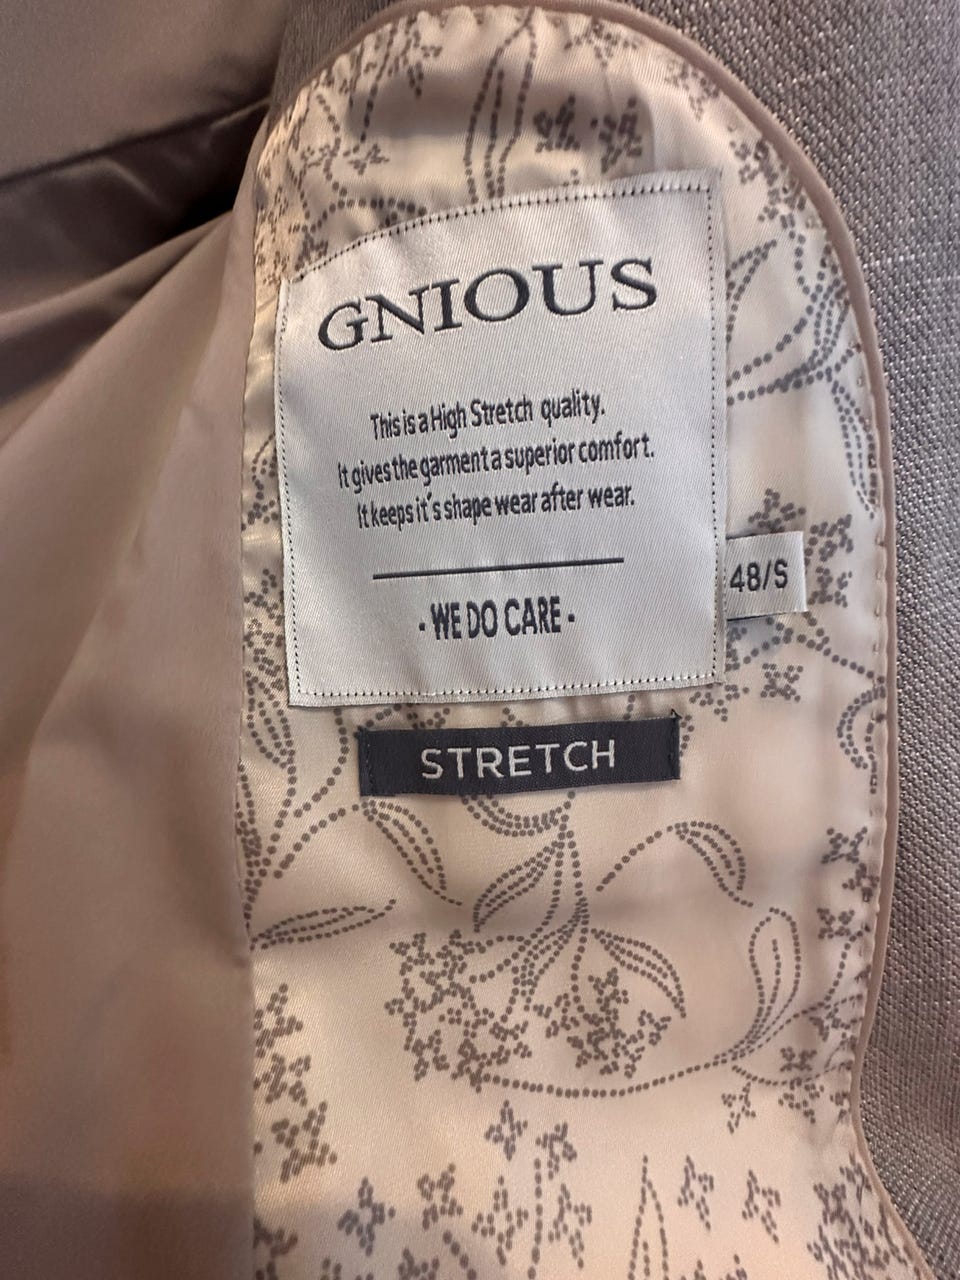 GNIOUS
This is a High Stretch quality.
It gives the garment a superior comfort.
It keeps it´s shape wear after wear.
· WE DO CARE ·
48/S
STRETCH